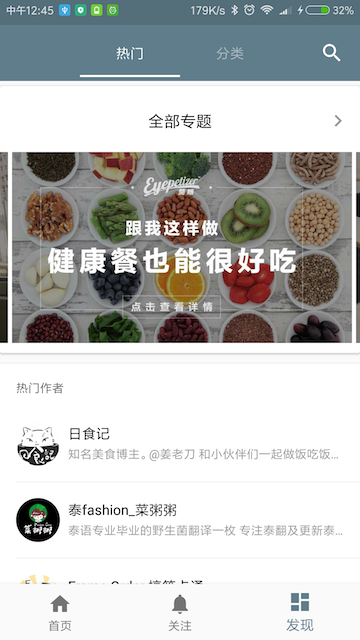 中午12:45
179K/s
32%
热门
分类
全部专题
Eyepetizer
跟我这样做
健康餐也能很好吃
点击查看详情
热门作者
日食记
知名美食博主。@姜老刀 和小伙伴们一起做饭吃饭...
泰fashion_菜粥粥
泰语专业毕业的野生菌翻译一枚 专注泰翻及更新泰...
首页
关注
发现